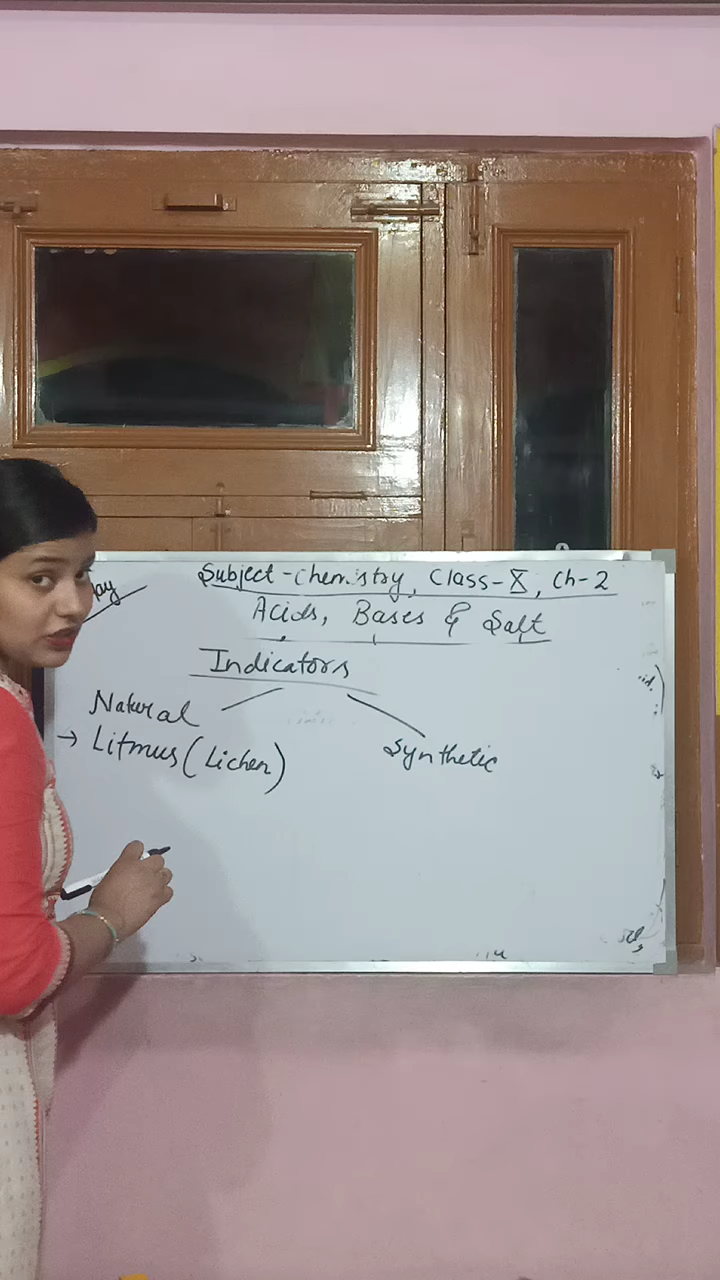 Subject-Chemistry, Class-X, Ch-2
Acids, Bases & Salt
Indicators
Natural
→ Litmus (Lichen)
Synthetic